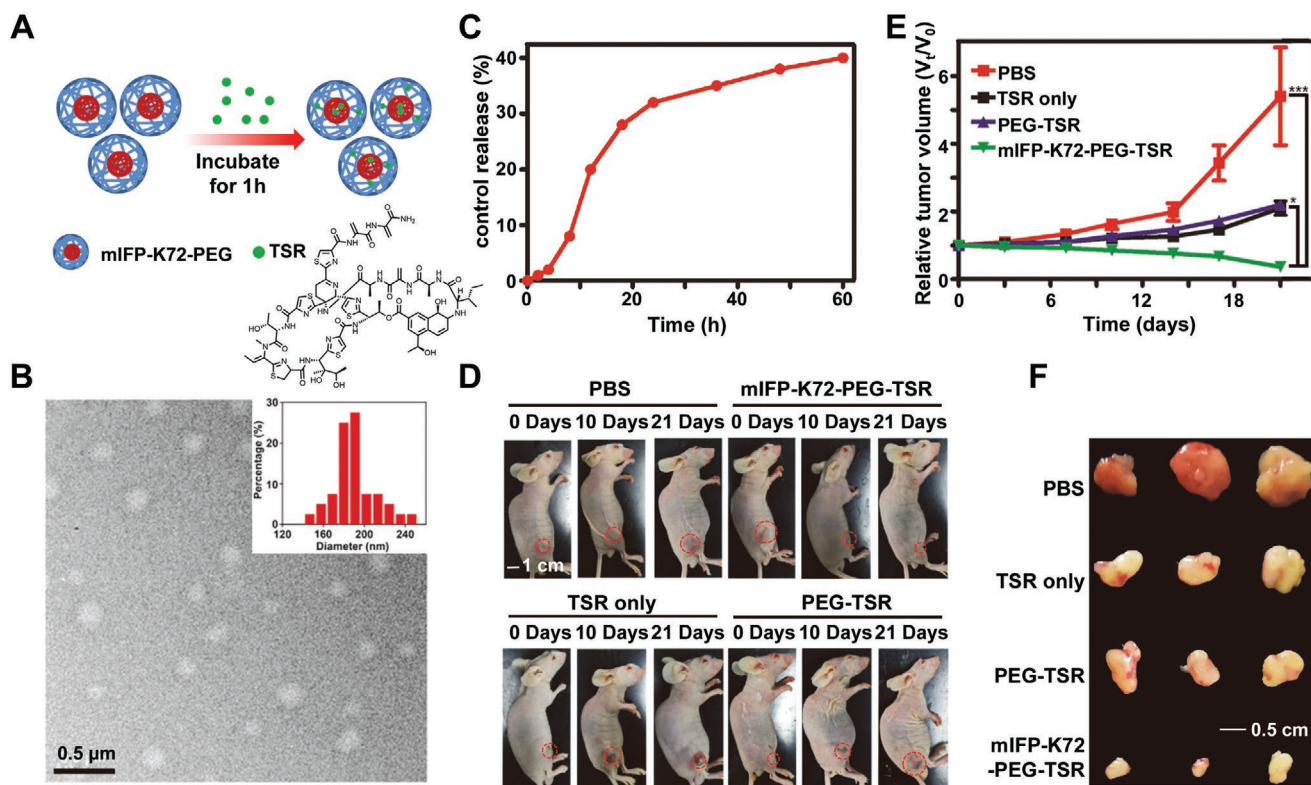 A
Incubate
for 1h
mIFP-K72-PEG
TSR
NH₂
B
Percentage (%)
30
20
10
0
120
160
200
240
Diameter (nm)
0.5 µm
C
control realease (%)
40
30
20
10
0
0
20
40
60
Time (h)
D
PBS
mIFP-K72-PEG-TSR
0 Days 10 Days 21 Days 0 Days 10 Days 21 Days
1 cm
TSR only
PEG-TSR
0 Days 10 Days 21 Days 0 Days 10 Days 21 Days
E
Relative tumor volume (Vt/V0)
6
4
2
0
PBS
TSR only
PEG-TSR
mIFP-K72-PEG-TSR
***
*
0
6
12
18
Time (days)
F
PBS
TSR only
PEG-TSR
0.5 cm
mIFP-K72
-PEG-TSR